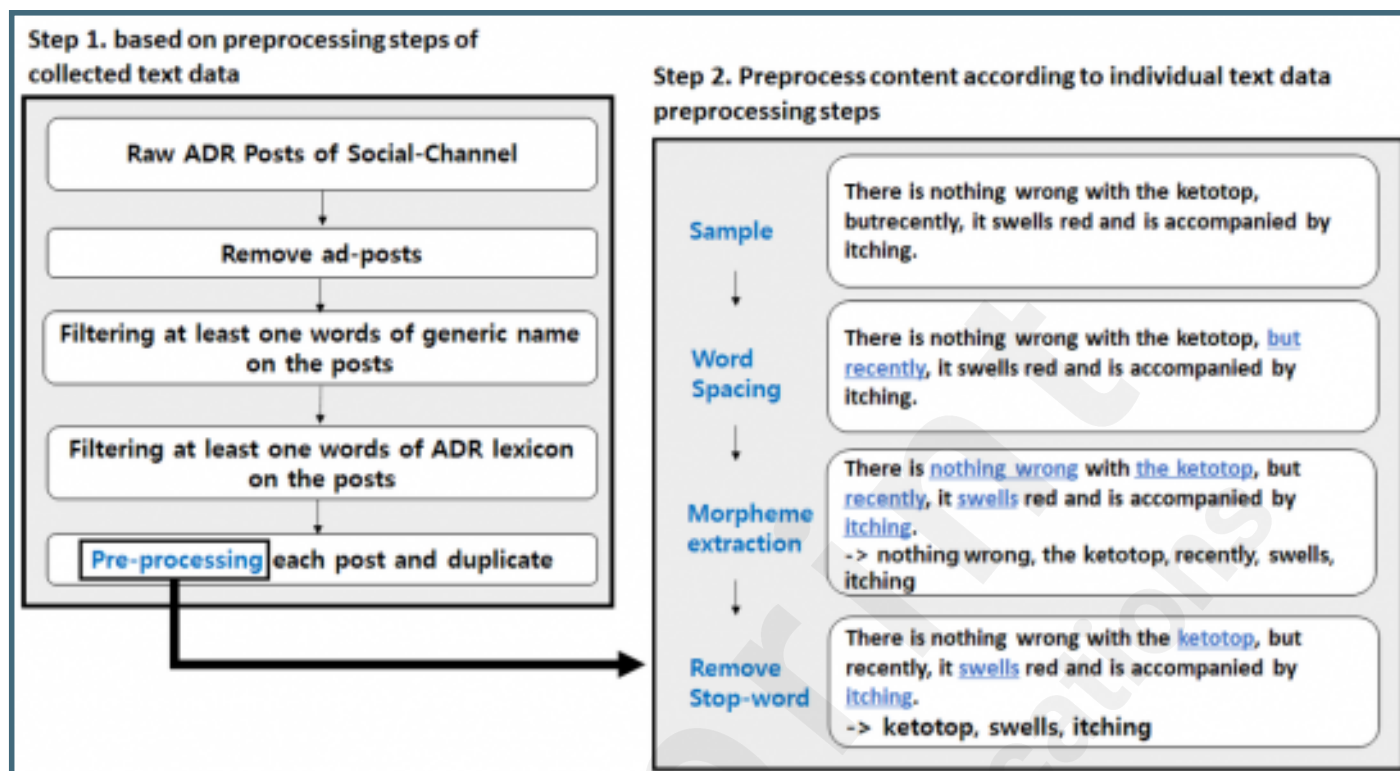 Step 1. based on preprocessing steps of
collected text data
Raw ADR Posts of Social-Channel
Remove ad-posts
Filtering at least one words of generic name
on the posts
Filtering at least one words of ADR lexicon
on the posts
Pre-processing each post and duplicate
Step 2. Preprocess content according to individual text data
preprocessing steps
Sample
There is nothing wrong with the ketotop,
butrecently, it swells red and is accompanied by
itching.
Word
Spacing
There is nothing wrong with the ketotop, but
recently, it swells red and is accompanied by
itching.
Morpheme
extraction
There is nothing wrong with the ketotop, but
recently, it swells red and is accompanied by
itching.
-> nothing wrong, the ketotop, recently, swells,
itching
Remove
Stop-word
There is nothing wrong with the ketotop, but
recently, it swells red and is accompanied by
itching.
-> ketotop, swells, itching